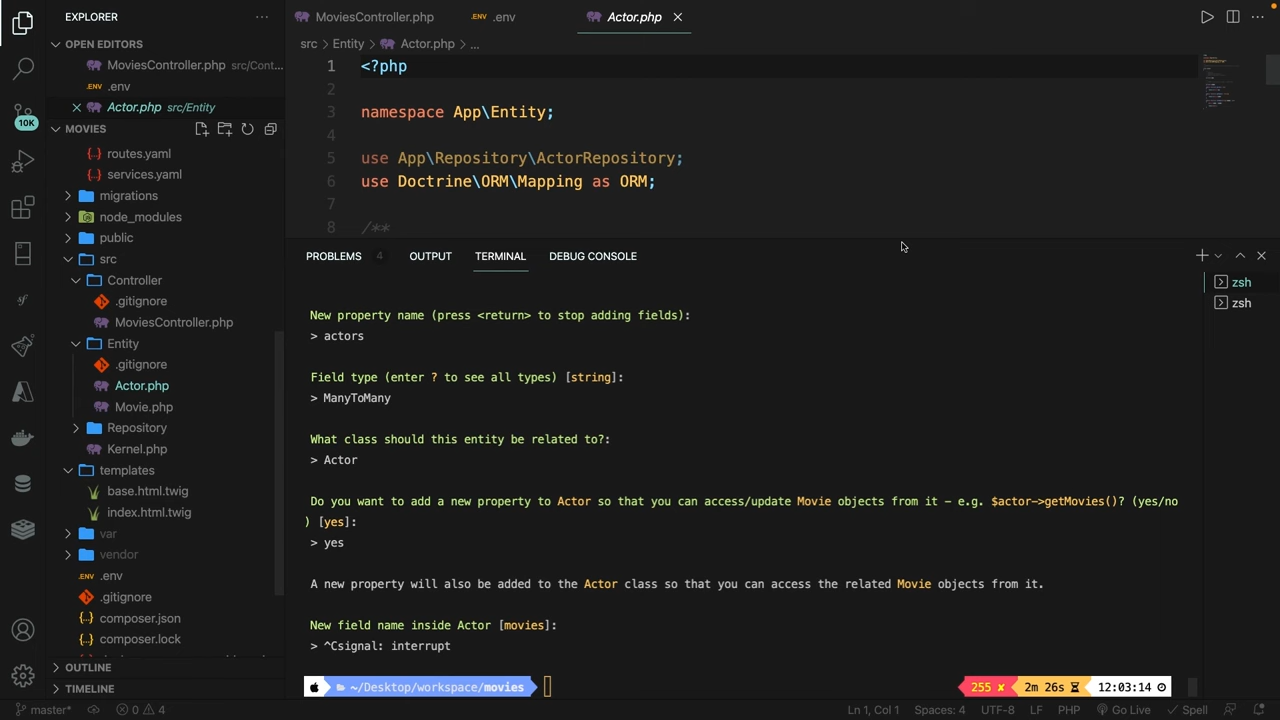 EXPLORER
OPEN EDITORS
MoviesController.php src/Cont...
.ENV .env
Actor.php src/Entity
10K
MOVIES
routes.yaml
services.yaml
migrations
node_modules
public
src
Controller
.gitignore
MoviesController.php
Entity
.gitignore
Actor.php
Movie.php
Repository
Kernel.php
templates
base.html.twig
index.html.twig
var
vendor
.ENV .env
.gitignore
composer.json
composer.lock
OUTLINE
TIMELINE
MoviesController.php
.ENV .env
Actor.php
src > Entity > Actor.php > ...
1 <?php
2
3 namespace App\Entity;
4
5 use App\Repository\ActorRepository;
6 use Doctrine\ORM\Mapping as ORM;
7
8 /**
PROBLEMS 4 OUTPUT TERMINAL DEBUG CONSOLE
zsh
zsh
New property name (press <return> to stop adding fields):
> actors
Field type (enter ? to see all types) [string]:
> ManyToMany
What class should this entity be related to?:
> Actor
Do you want to add a new property to Actor so that you can access/update Movie objects from it - e.g. $actor->getMovies()? (yes/no
) [yes]:
> yes
A new property will also be added to the Actor class so that you can access the related Movie objects from it.
New field name inside Actor [movies]:
> ^Csignal: interrupt
~/Desktop/workspace/movies 255 ✘ 2m 26s 12:03:14
master* 0 4 Ln 1, Col 1 Spaces: 4 UTF-8 LF PHP Go Live Spell